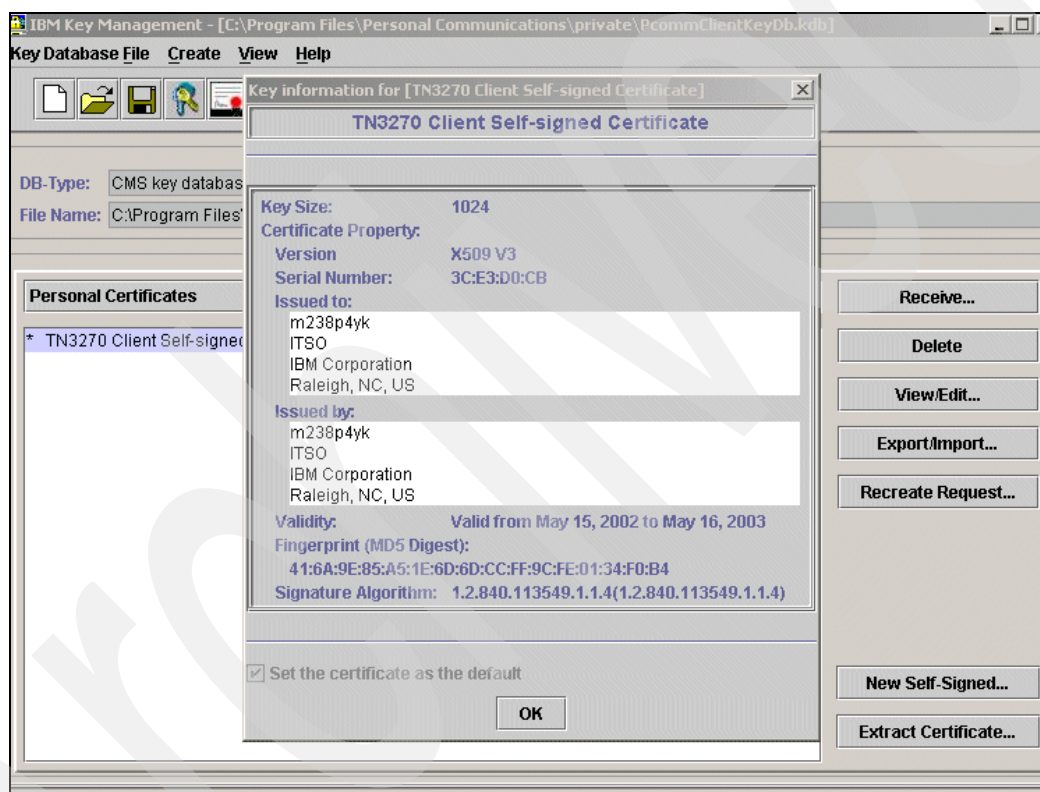 IBM Key Management - [C:\Program Files\Personal Communications\private\PcommClientKeyDb.kdb]
Key Database File Create View Help
Key information for [TN3270 Client Self-signed Certificate]
TN3270 Client Self-signed Certificate
DB-Type: CMS key databas
File Name: C:\Program Files\
Key Size: 1024
Certificate Property:
Version X509 V3
Serial Number: 3C:E3:D0:CB
Issued to:
m238p4yk
ITSO
IBM Corporation
Raleigh, NC, US
Issued by:
m238p4yk
ITSO
IBM Corporation
Raleigh, NC, US
Validity: Valid from May 15, 2002 to May 16, 2003
Fingerprint (MD5 Digest):
41:6A:9E:85:A5:1E:6D:6D:CC:FF:9C:FE:01:34:F0:B4
Signature Algorithm: 1.2.840.113549.1.1.4(1.2.840.113549.1.1.4)
Set the certificate as the default
OK
Personal Certificates
* TN3270 Client Self-signed
Receive...
Delete
View/Edit...
Export/Import...
Recreate Request...
New Self-Signed...
Extract Certificate...